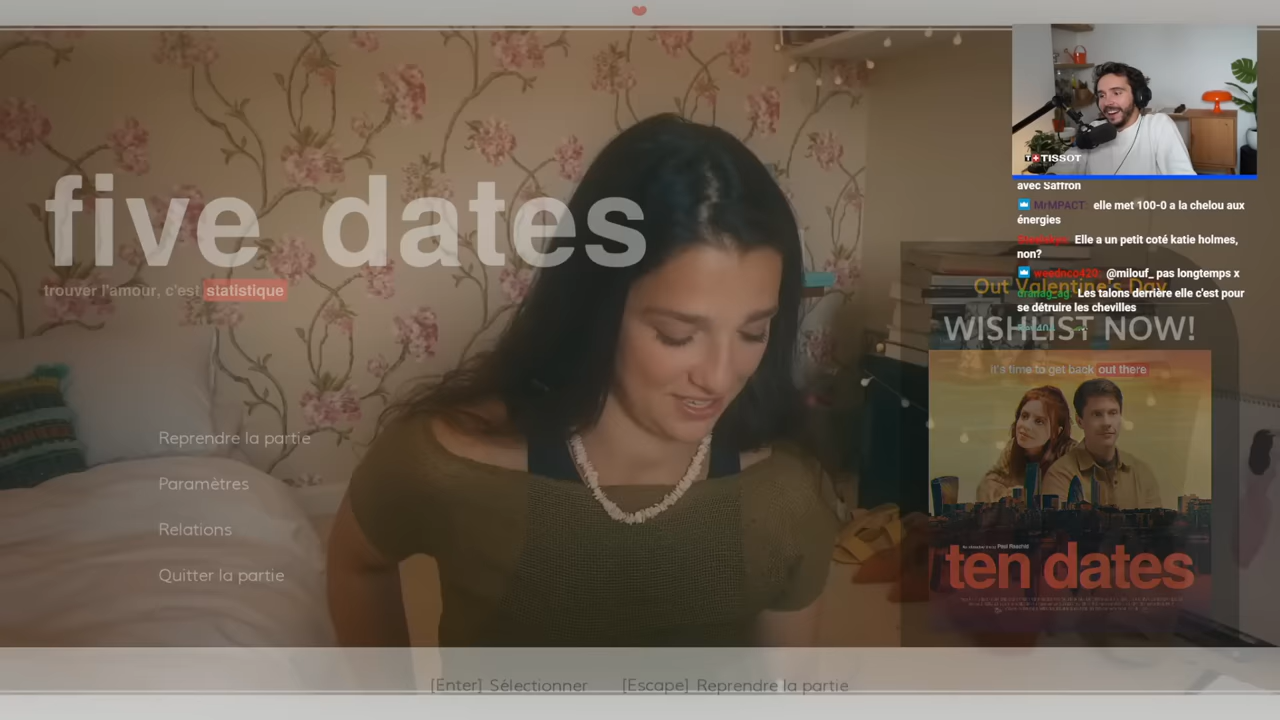 five dates
trouver l'amour, c'est statistique
Reprendre la partie
Paramètres
Relations
Quitter la partie
[Enter] Sélectionner [Escape] Reprendre la partie
T+TISSOT
avec Saffron
MrMPACT: elle met 100-0 a la chelou aux
énergies
Elle a un petit coté katie holmes,
non?
weednco420: @milouf_ pas longtemps x
Les talons derrière elle c'est pour
se détruire les chevilles
Out Valentine's Day
WISHLIST NOW!
it's time to get back out there
ten dates